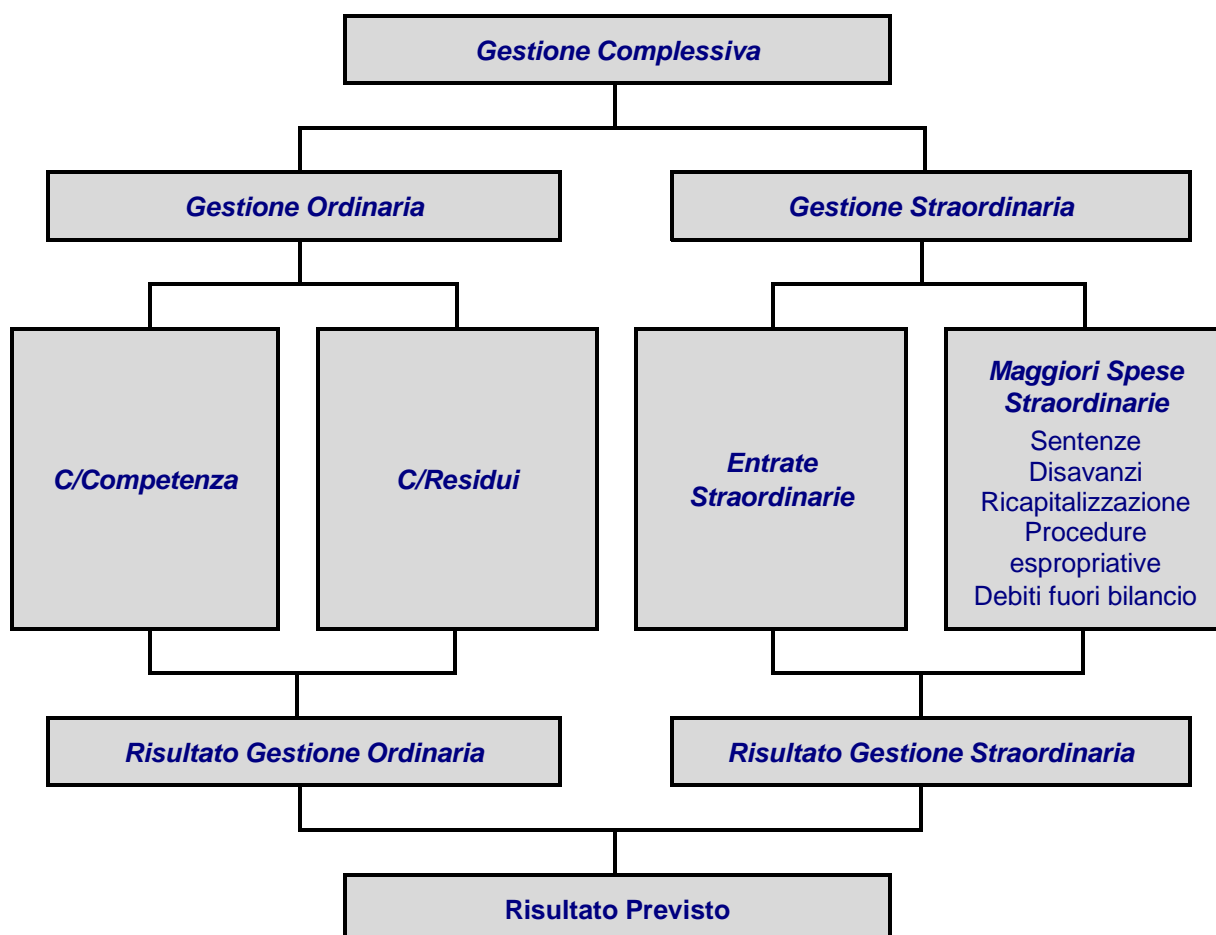 Gestione Complessiva
Gestione Ordinaria
Gestione Straordinaria
C/Competenza
C/Residui
Entrate
Straordinarie
Maggiori Spese
Straordinarie
Sentenze
Disavanzi
Ricapitalizzazione
Procedure
espropriative
Debiti fuori bilancio
Risultato Gestione Ordinaria
Risultato Gestione Straordinaria
Risultato Previsto